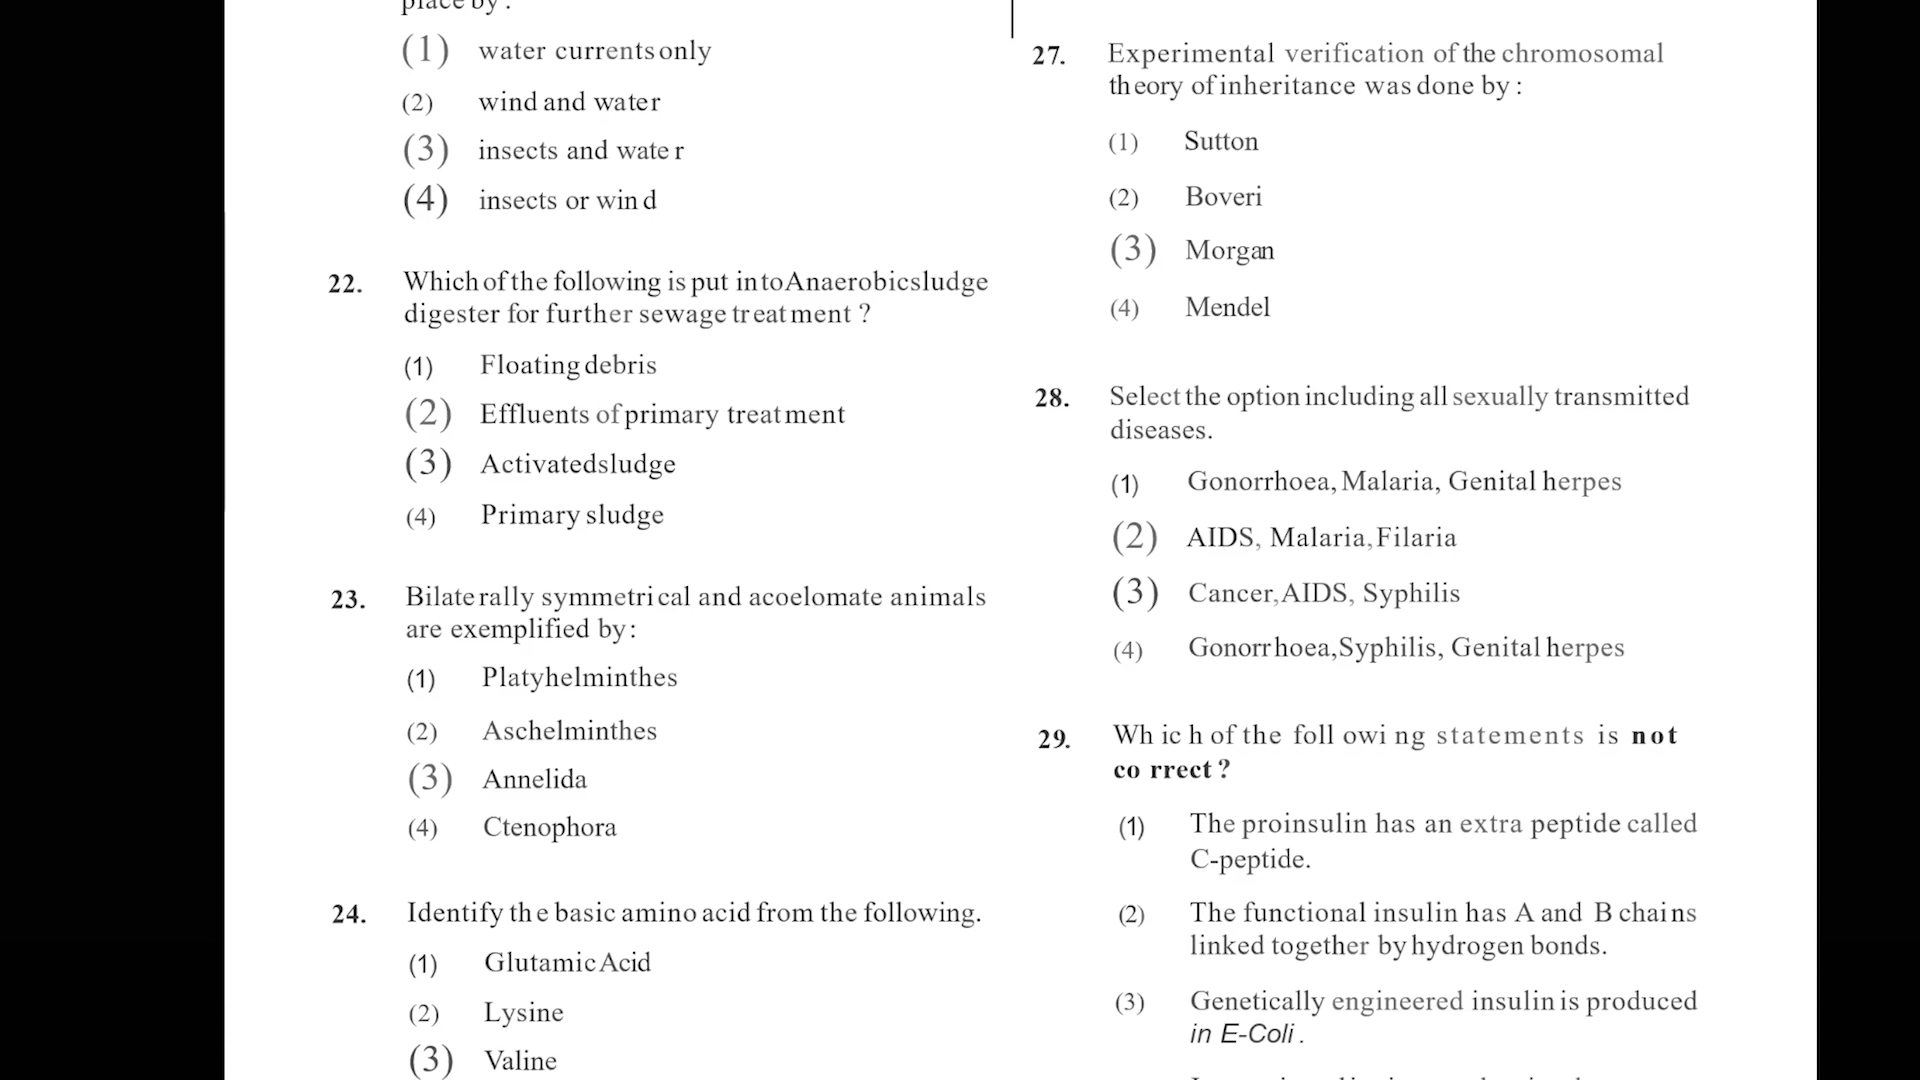 place by :
(1) water currents only
(2) wind and water
(3) insects and water
(4) insects or wind
22. Which of the following is put into Anaerobic sludge
digester for further sewage treatment ?
(1) Floating debris
(2) Effluents of primary treatment
(3) Activated sludge
(4) Primary sludge
23. Bilaterally symmetrical and acoelomate animals
are exemplified by :
(1) Platyhelminthes
(2) Aschelminthes
(3) Annelida
(4) Ctenophora
24. Identify the basic amino acid from the following.
(1) Glutamic Acid
(2) Lysine
(3) Valine
27. Experimental verification of the chromosomal
theory of inheritance was done by :
(1) Sutton
(2) Boveri
(3) Morgan
(4) Mendel
28. Select the option including all sexually transmitted
diseases.
(1) Gonorrhoea, Malaria, Genital herpes
(2) AIDS, Malaria, Filaria
(3) Cancer, AIDS, Syphilis
(4) Gonorrhoea, Syphilis, Genital herpes
29. Which of the following statements is not
correct ?
(1) The proinsulin has an extra peptide called
C-peptide.
(2) The functional insulin has A and B chains
linked together by hydrogen bonds.
(3) Genetically engineered insulin is produced
in E-Coli .